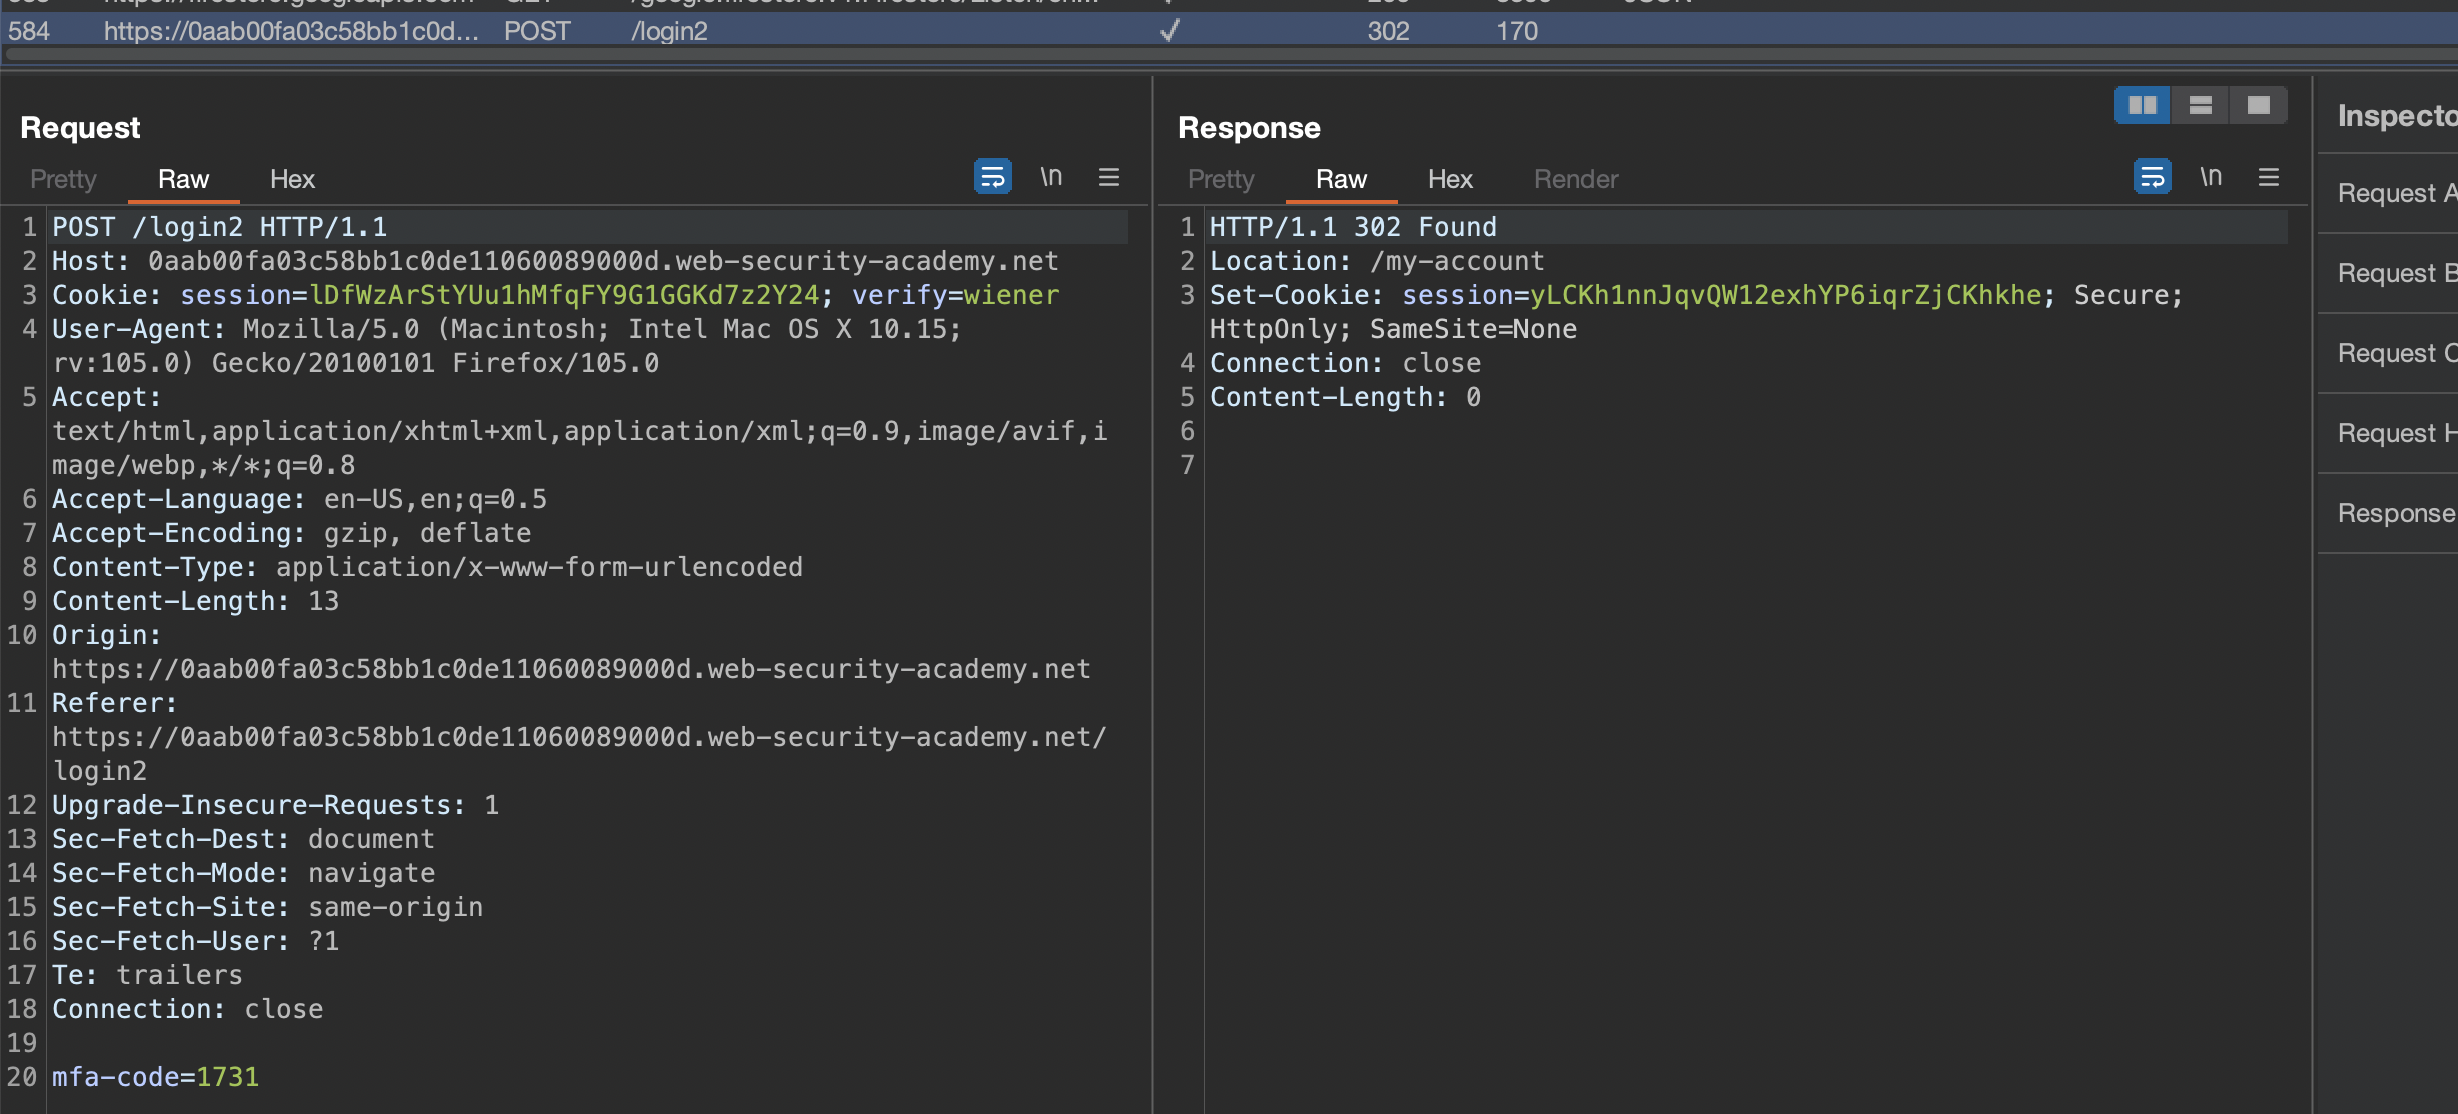 584 https://0aab00fa03c58bb1c0d... POST /login2 ✓ 302 170
Request
Pretty Raw Hex \n
1 POST /login2 HTTP/1.1
2 Host: 0aab00fa03c58bb1c0de11060089000d.web-security-academy.net
3 Cookie: session=lDfWzArStYUu1hMfqFY9G1GGKd7z2Y24; verify=wiener
4 User-Agent: Mozilla/5.0 (Macintosh; Intel Mac OS X 10.15;
rv:105.0) Gecko/20100101 Firefox/105.0
5 Accept:
text/html,application/xhtml+xml,application/xml;q=0.9,image/avif,i
mage/webp,*/*;q=0.8
6 Accept-Language: en-US,en;q=0.5
7 Accept-Encoding: gzip, deflate
8 Content-Type: application/x-www-form-urlencoded
9 Content-Length: 13
10 Origin:
https://0aab00fa03c58bb1c0de11060089000d.web-security-academy.net
11 Referer:
https://0aab00fa03c58bb1c0de11060089000d.web-security-academy.net/
login2
12 Upgrade-Insecure-Requests: 1
13 Sec-Fetch-Dest: document
14 Sec-Fetch-Mode: navigate
15 Sec-Fetch-Site: same-origin
16 Sec-Fetch-User: ?1
17 Te: trailers
18 Connection: close
19
20 mfa-code=1731
Response
Pretty Raw Hex Render \n
1 HTTP/1.1 302 Found
2 Location: /my-account
3 Set-Cookie: session=yLCKh1nnJqvQW12exhYP6iqrZjCKhkhe; Secure;
HttpOnly; SameSite=None
4 Connection: close
5 Content-Length: 0
6
7
Inspecto
Request A
Request B
Request C
Request H
Response